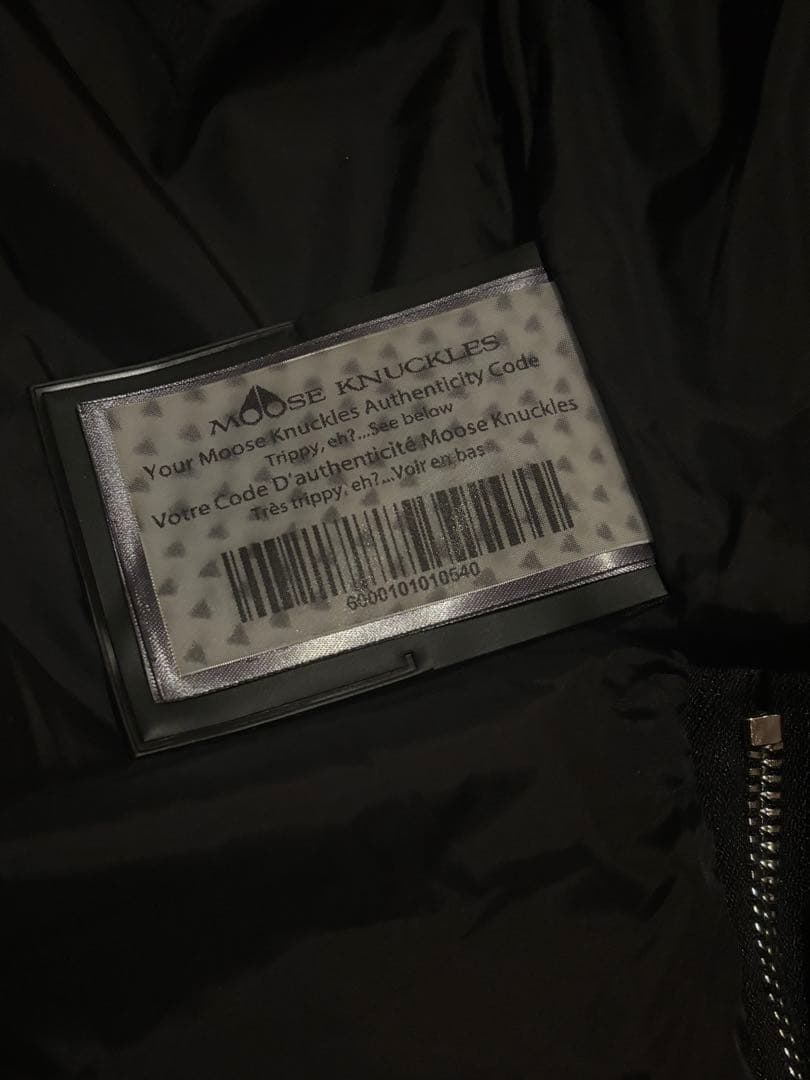 MOOSE KNUCKLES
Your Moose Knuckles Authenticity Code
Trippy, eh?...See below
Votre Code D'authenticité Moose Knuckles
Très trippy, eh?...Voir en bas
6000101010540